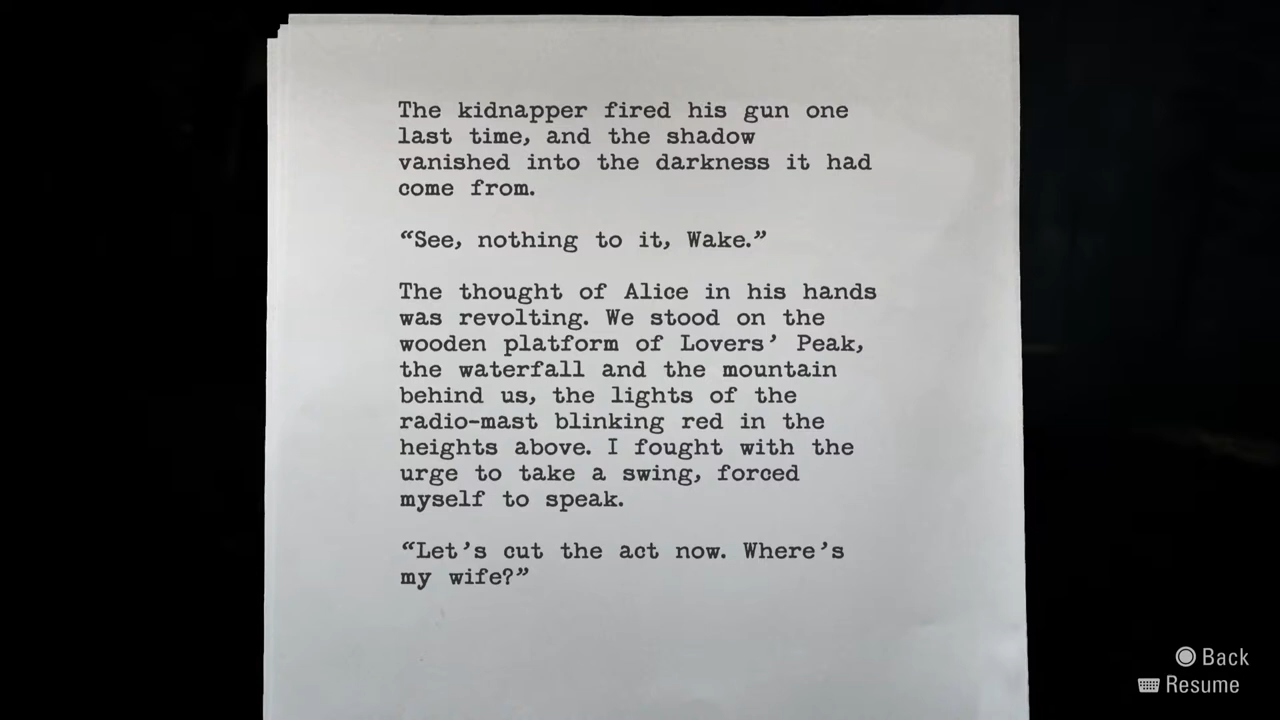 The kidnapper fired his gun one
last time, and the shadow
vanished into the darkness it had
come from.
“See, nothing to it, Wake.”
The thought of Alice in his hands
was revolting. We stood on the
wooden platform of Lovers’ Peak,
the waterfall and the mountain
behind us, the lights of the
radio-mast blinking red in the
heights above. I fought with the
urge to take a swing, forced
myself to speak.
“Let’s cut the act now. Where’s
my wife?”
Back
Resume